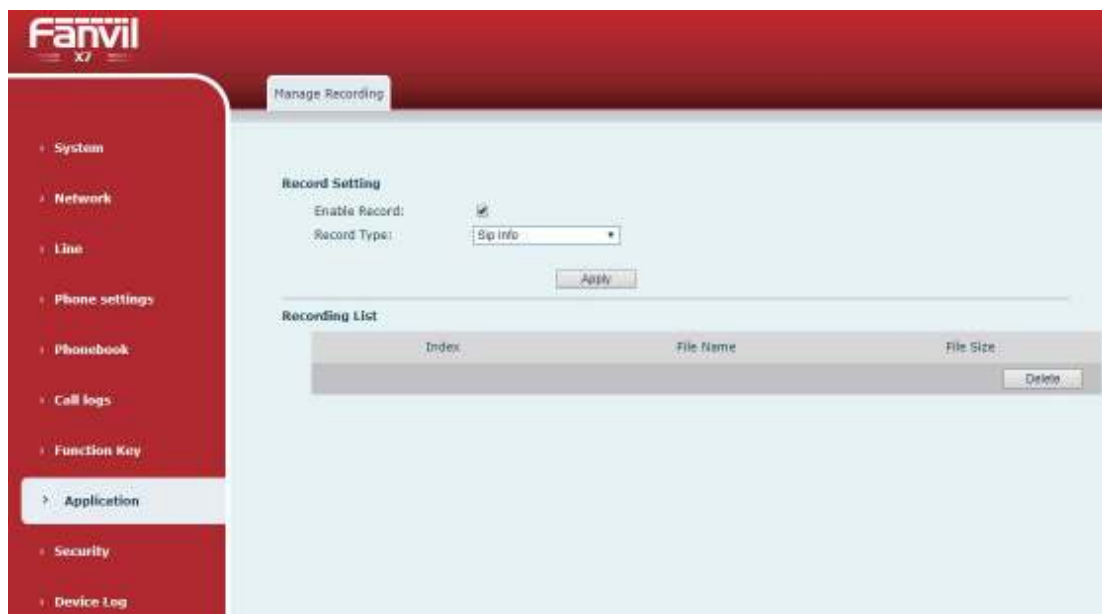 Fanvil
X7
Manage Recording
System
Network
Line
Phone settings
Phonebook
Call logs
Function Key
Application
Security
Device Log
Record Setting
Enable Record:
Record Type: Sip info
Apply
Recording List
Index File Name File Size
Delete